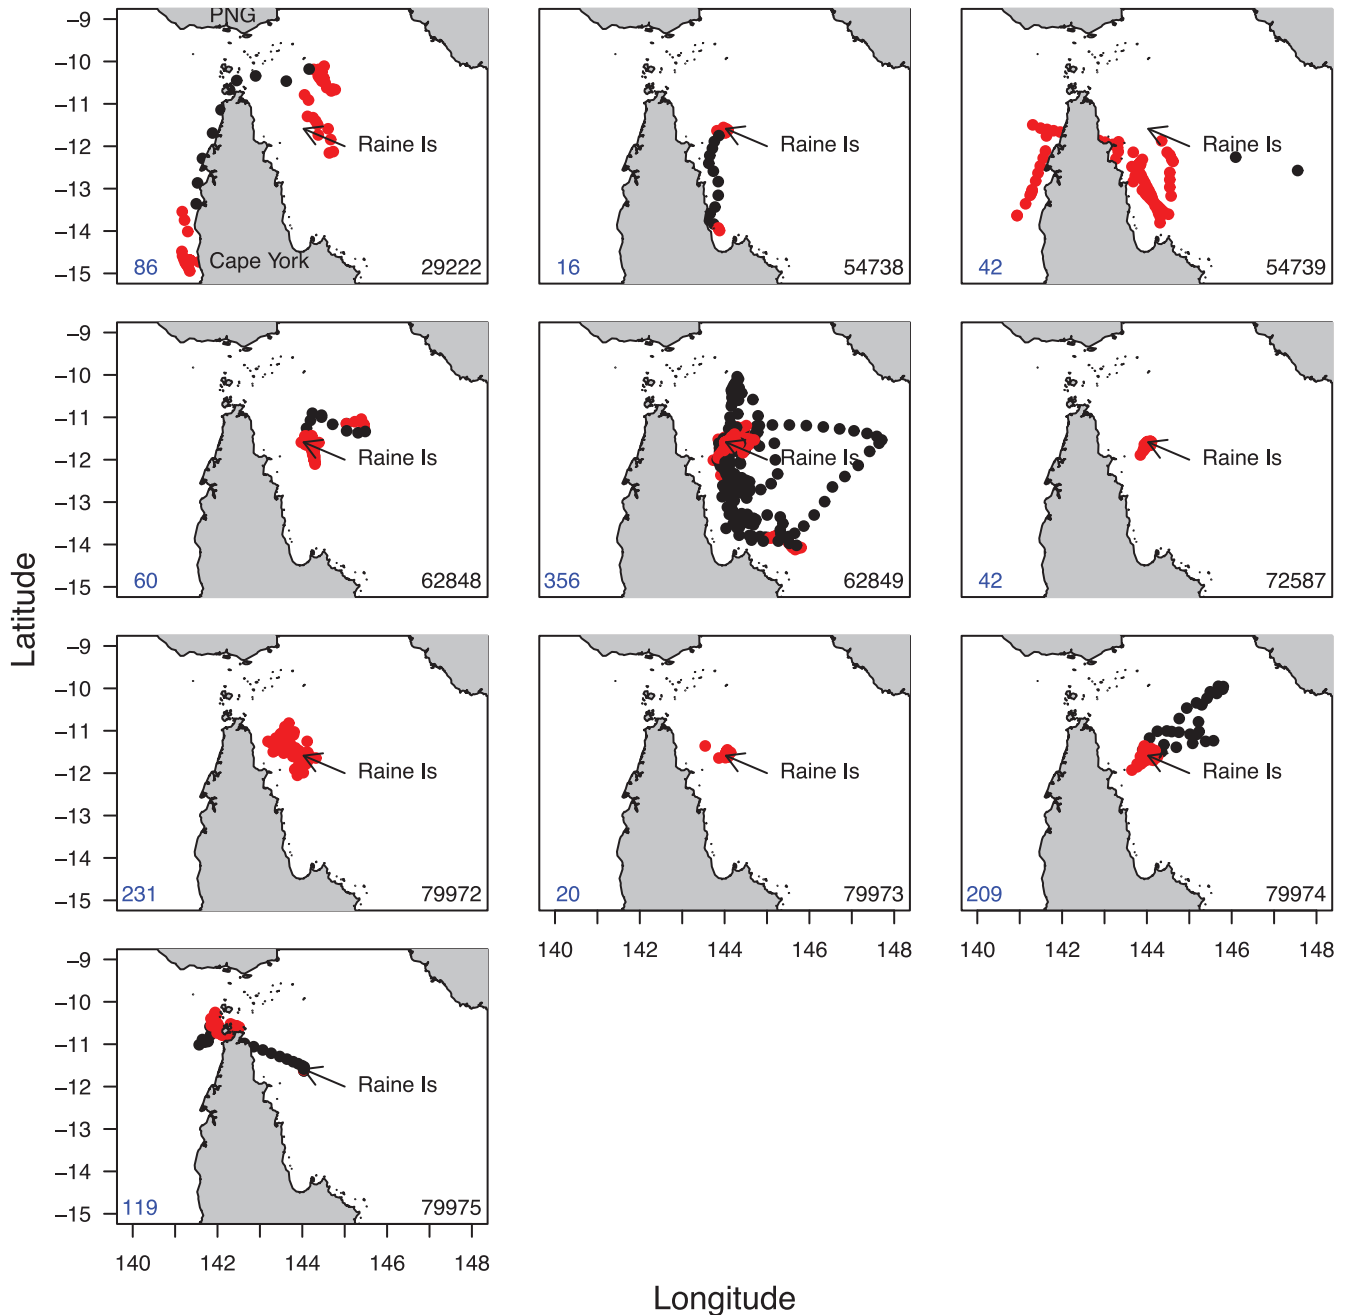 PNG
−9
−10
−11
−12
−13
−14
−15
Raine Is
Cape York
86
29222
Raine Is
16
54738
Raine Is
42
54739
−9
−10
−11
−12
−13
−14
−15
Raine Is
60
62848
Raine Is
356
62849
Raine Is
42
72587
Latitude
−9
−10
−11
−12
−13
−14
−15
Raine Is
231
79972
Raine Is
20
79973
140 142 144 146 148
Raine Is
209
79974
140 142 144 146 148
−9
−10
−11
−12
−13
−14
−15
Raine Is
119
79975
140 142 144 146 148
Longitude